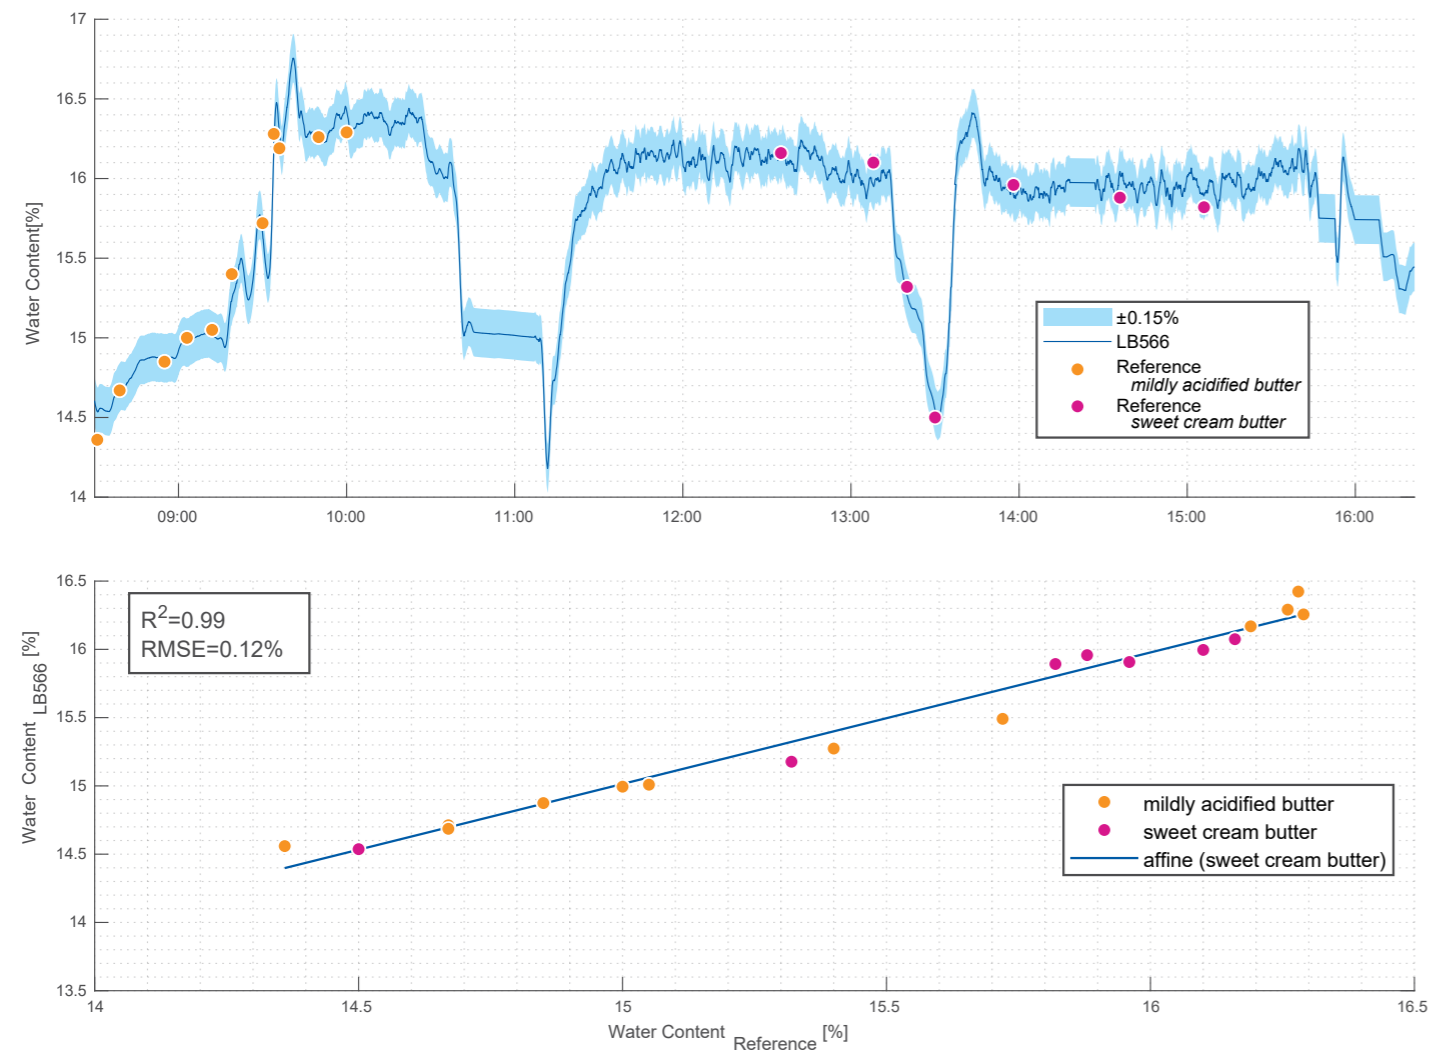 17
16.5
16
15.5
15
14.5
14
Water Content[%]
09:00 10:00 11:00 12:00 13:00 14:00 15:00 16:00
±0.15%
LB566
Reference
mildly acidified butter
Reference
sweet cream butter
16.5
16
15.5
15
14.5
14
13.5
Water Content LB566 [%]
R²=0.99
RMSE=0.12%
mildly acidified butter
sweet cream butter
affine (sweet cream butter)
14 14.5 15 15.5 16 16.5
Water Content Reference [%]